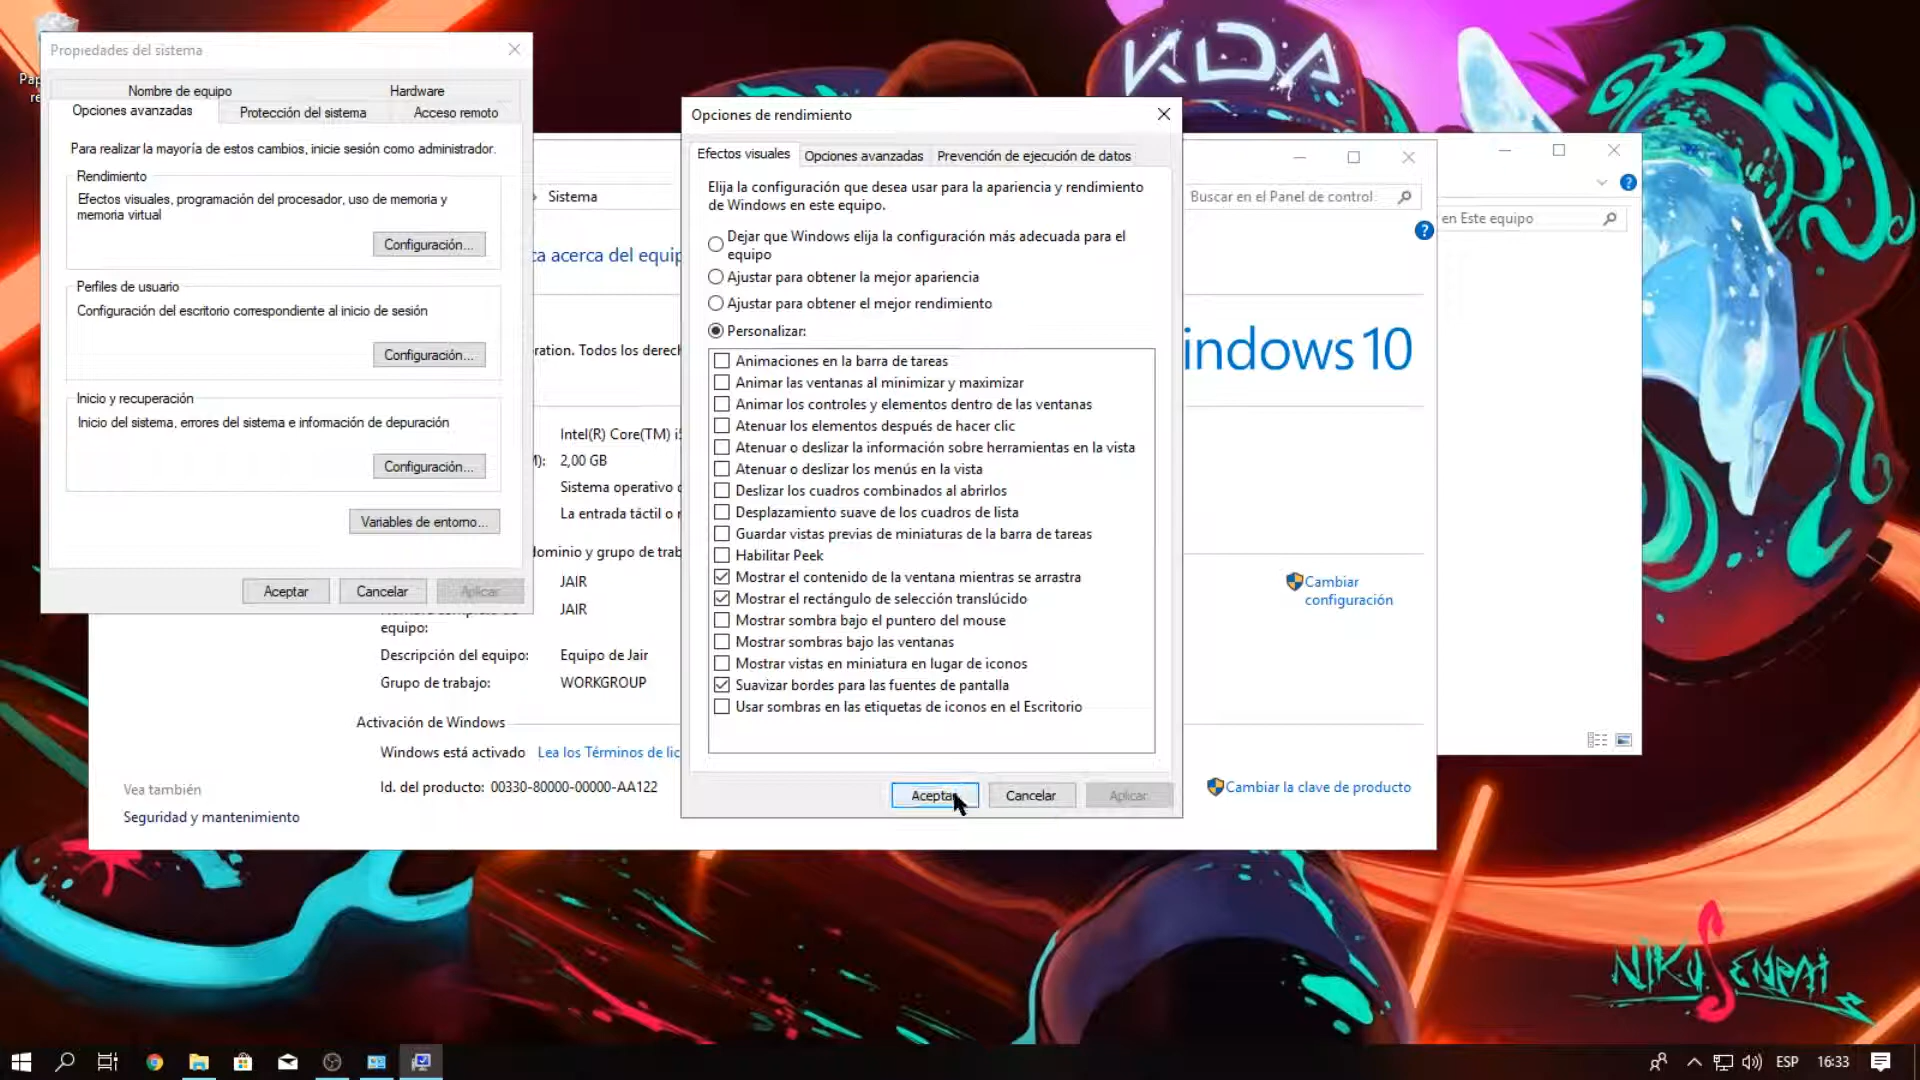 Propiedades del sistema
Nombre de equipo
Hardware
Opciones avanzadas
Protección del sistema
Acceso remoto
Para realizar la mayoría de estos cambios, inicie sesión como administrador.
Rendimiento
Efectos visuales, programación del procesador, uso de memoria y
memoria virtual
Configuración...
Perfiles de usuario
Configuración del escritorio correspondiente al inicio de sesión
Configuración...
Inicio y recuperación
Inicio del sistema, errores del sistema e información de depuración
Configuración...
Variables de entorno...
Aceptar
Cancelar
Aplicar
Opciones de rendimiento
Efectos visuales
Opciones avanzadas
Prevención de ejecución de datos
Elija la configuración que desea usar para la apariencia y rendimiento
de Windows en este equipo.
Dejar que Windows elija la configuración más adecuada para el
equipo
Ajustar para obtener la mejor apariencia
Ajustar para obtener el mejor rendimiento
Personalizar:
Animaciones en la barra de tareas
Animar las ventanas al minimizar y maximizar
Animar los controles y elementos dentro de las ventanas
Atenuar los elementos después de hacer clic
Atenuar o deslizar la información sobre herramientas en la vista
Atenuar o deslizar los menús en la vista
Deslizar los cuadros combinados al abrirlos
Desplazamiento suave de los cuadros de lista
Guardar vistas previas de miniaturas de la barra de tareas
Habilitar Peek
Mostrar el contenido de la ventana mientras se arrastra
Mostrar el rectángulo de selección translúcido
Mostrar sombra bajo el puntero del mouse
Mostrar sombras bajo las ventanas
Mostrar vistas en miniatura en lugar de iconos
Suavizar bordes para las fuentes de pantalla
Usar sombras en las etiquetas de iconos en el Escritorio
Aceptar
Cancelar
Aplicar
Sistema
Buscar en el Panel de control
en Este equipo
acerca del equip
Todos los derech
indows 10
Intel(R) Core(TM) i5
2,00 GB
Sistema operativo
La entrada táctil o
dominio y grupo de trab
JAIR
JAIR
equipo:
Descripción del equipo:
Equipo de Jair
Grupo de trabajo:
WORKGROUP
Cambiar
configuración
Activación de Windows
Windows está activado
Lea los Términos de lic
Id. del producto: 00330-80000-00000-AA122
Cambiar la clave de producto
Vea también
Seguridad y mantenimiento
KDA
NIKUSENPAI
ESP
16:33